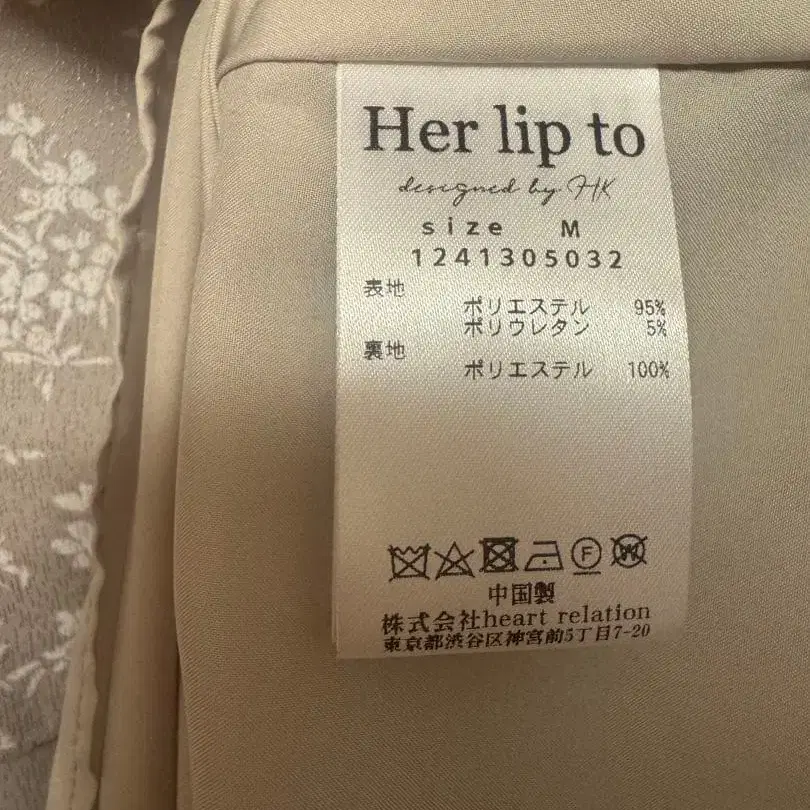 Her lip to
designed by HK
size M
1241305032
表地
ポリエステル 95%
ポリウレタン 5%
裏地
ポリエステル 100%
F W
中国製
株式会社heart relation
東京都渋谷区神宮前5丁目7-20